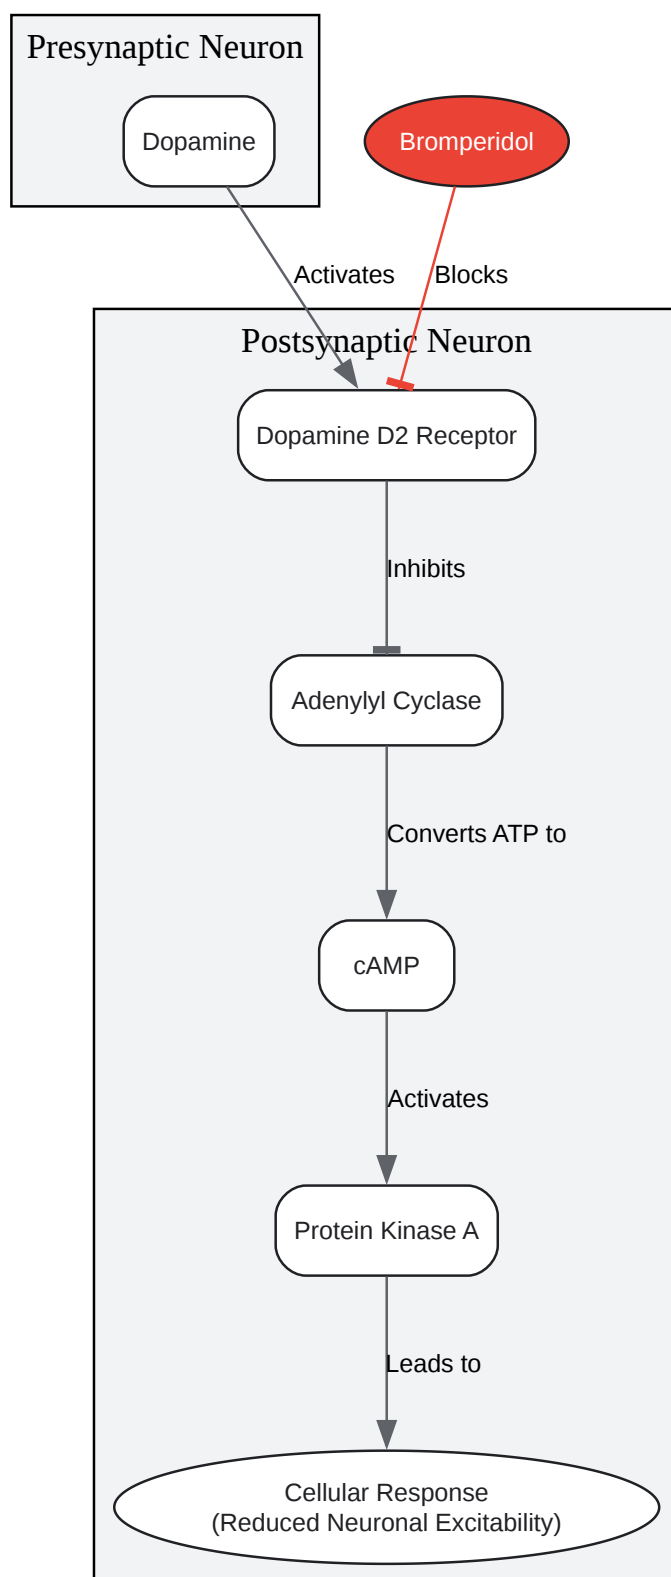 Presynaptic Neuron
Dopamine
Bromperidol
Activates
Blocks
Postsynaptic Neuron
Dopamine D2 Receptor
Inhibits
Adenylyl Cyclase
Converts ATP to
cAMP
Activates
Protein Kinase A
Leads to
Cellular Response
(Reduced Neuronal Excitability)